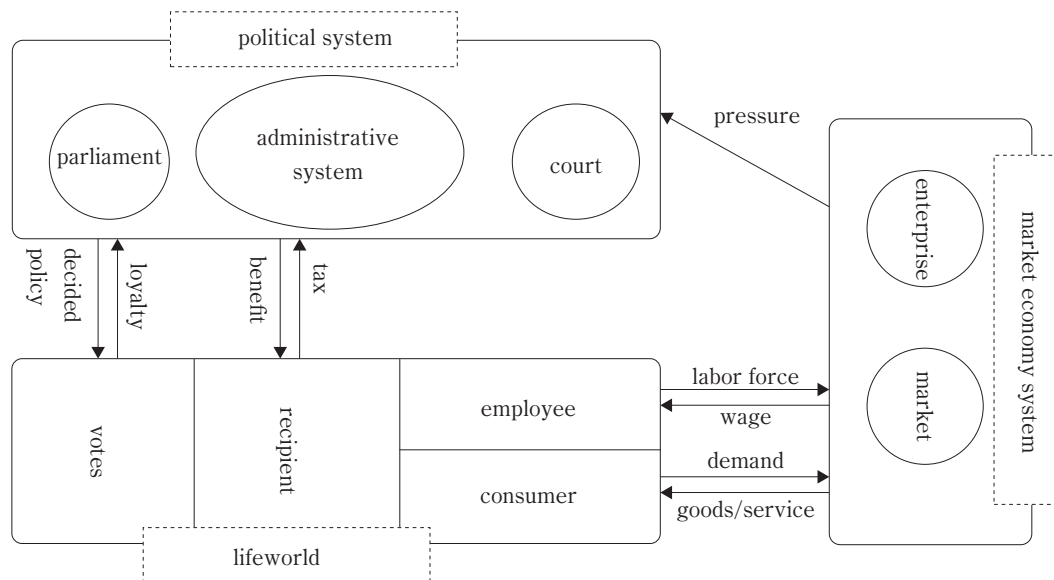 political system
parliament
administrative
system
court
pressure
enterprise
market
market economy system
decided
policy
loyalty
benefit
tax
votes
recipient
employee
consumer
labor force
wage
demand
goods/service
lifeworld